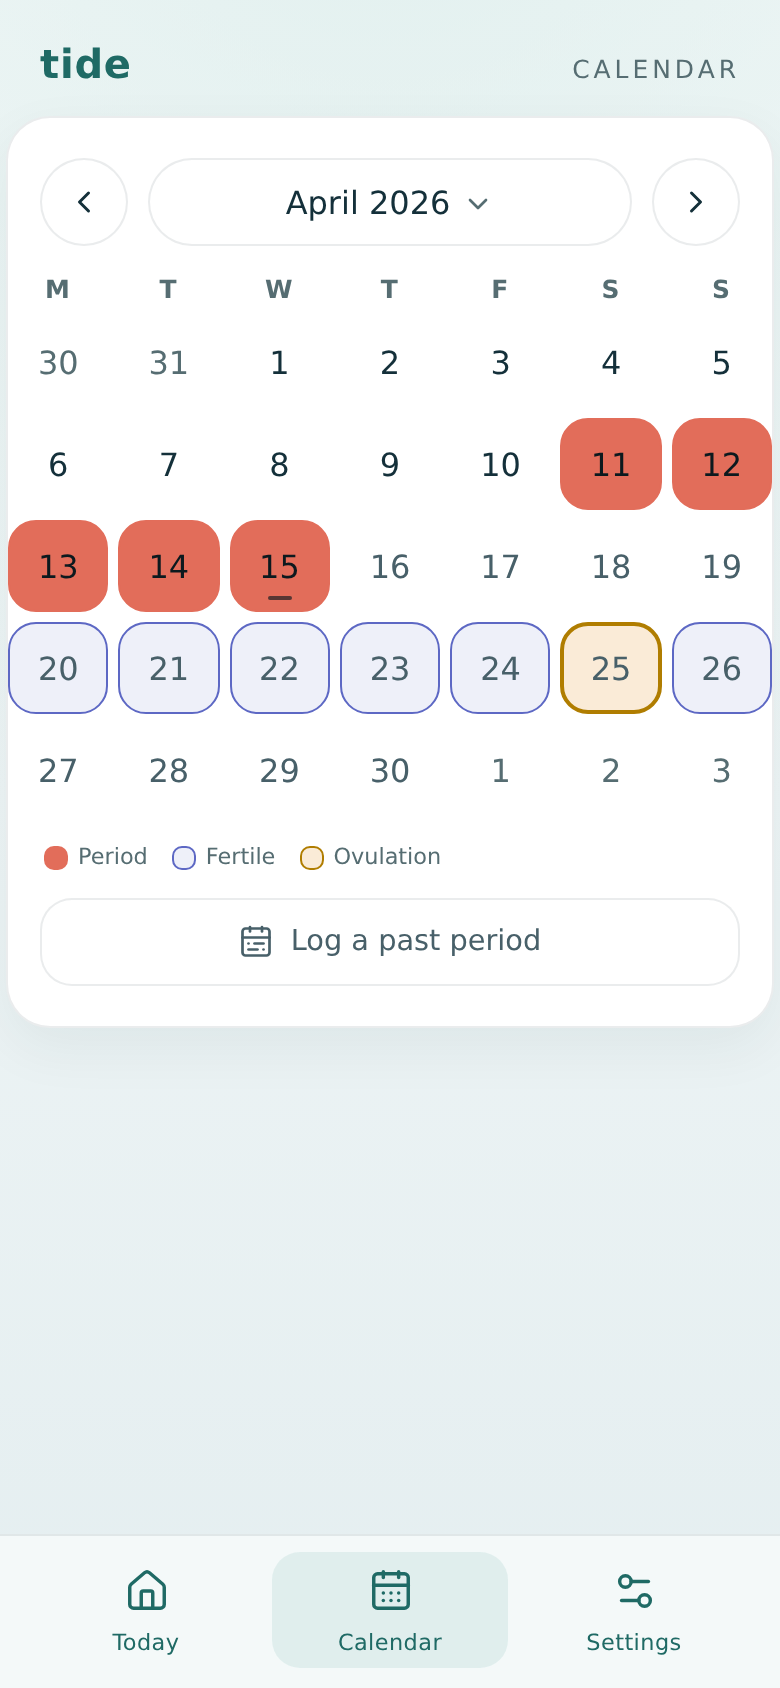 tide
CALENDAR
April 2026
M T W T F S S
30 31 1 2 3 4 5
6 7 8 9 10 11 12
13 14 15 16 17 18 19
20 21 22 23 24 25 26
27 28 29 30 1 2 3
Period Fertile Ovulation
Log a past period
Today Calendar Settings